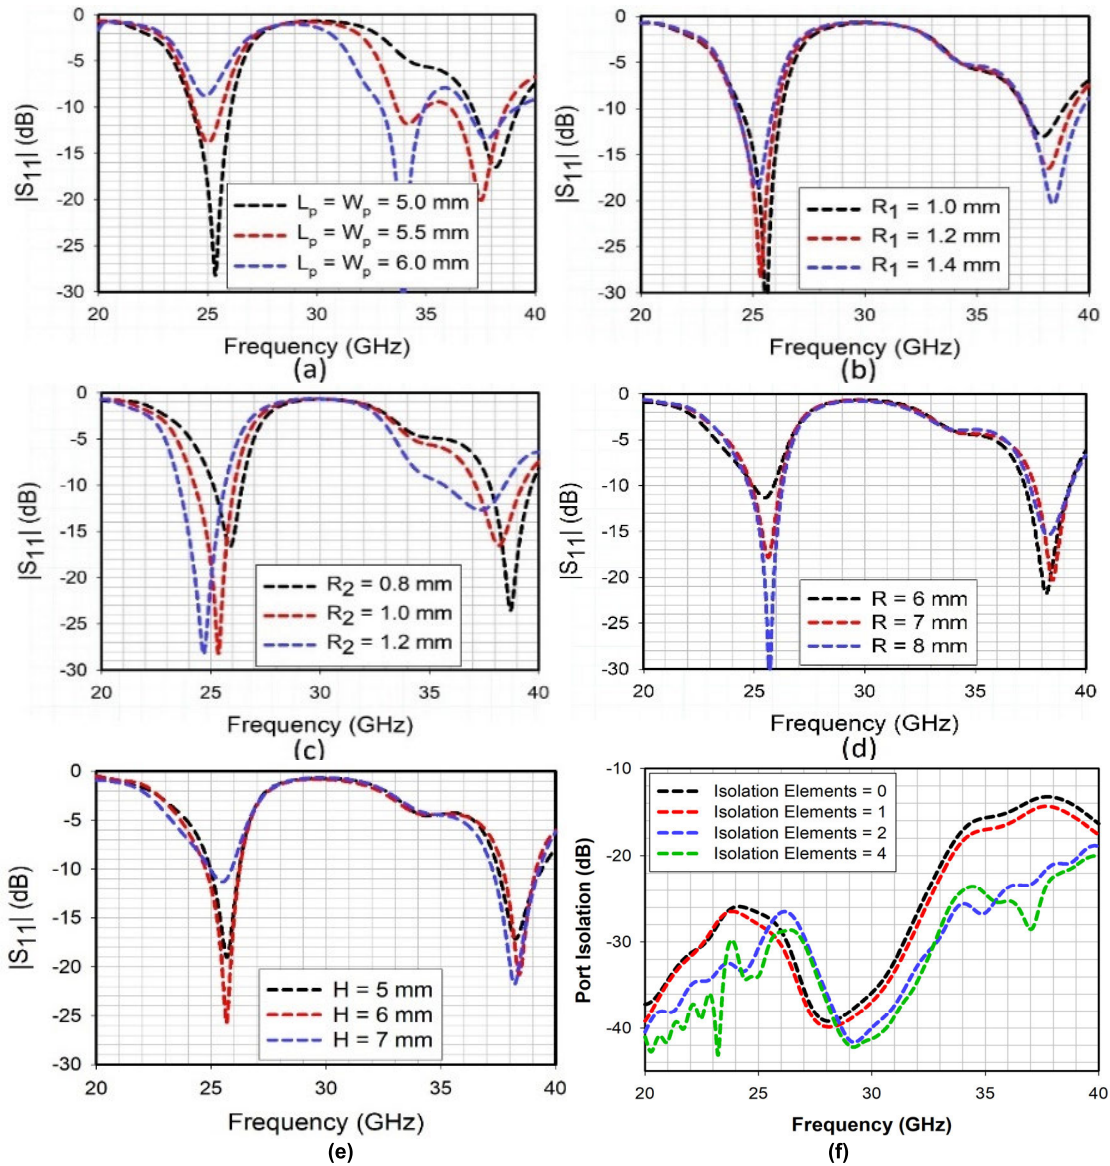 0
-5
-10
-15
-20
-25
-30
|S11| (dB)
Lp = Wp = 5.0 mm
Lp = Wp = 5.5 mm
Lp = Wp = 6.0 mm
20 25 30 35 40
Frequency (GHz)
(a)
0
-5
-10
-15
-20
-25
-30
|S11| (dB)
R1 = 1.0 mm
R1 = 1.2 mm
R1 = 1.4 mm
20 25 30 35 40
Frequency (GHz)
(b)
0
-5
-10
-15
-20
-25
-30
|S11| (dB)
R2 = 0.8 mm
R2 = 1.0 mm
R2 = 1.2 mm
20 25 30 35 40
Frequency (GHz)
(c)
0
-5
-10
-15
-20
-25
-30
|S11| (dB)
R = 6 mm
R = 7 mm
R = 8 mm
20 25 30 35 40
Frequency (GHz)
(d)
0
-5
-10
-15
-20
-25
-30
|S11| (dB)
H = 5 mm
H = 6 mm
H = 7 mm
20 25 30 35 40
Frequency (GHz)
(e)
-10
-20
-30
-40
Port Isolation (dB)
Isolation Elements = 0
Isolation Elements = 1
Isolation Elements = 2
Isolation Elements = 4
20 25 30 35 40
Frequency (GHz)
(f)